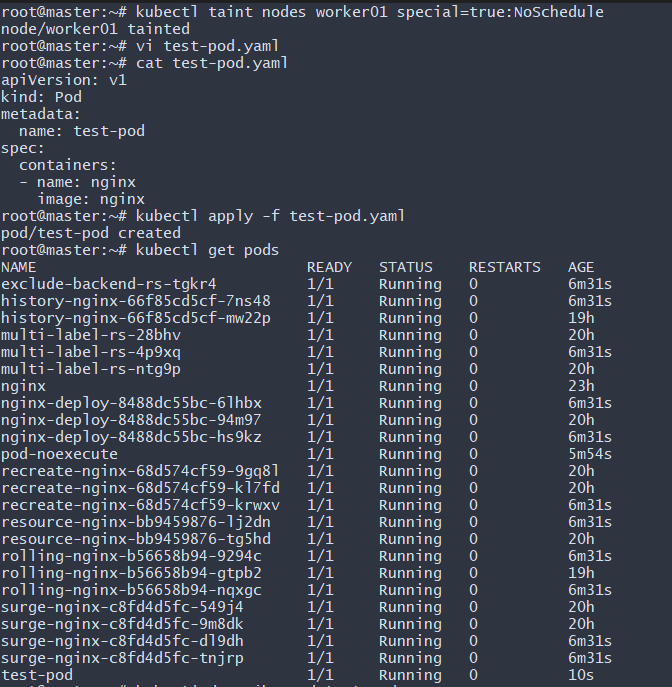 root@master:~# kubectl taint nodes worker01 special=true:NoSchedule
node/worker01 tainted
root@master:~# vi test-pod.yaml
root@master:~# cat test-pod.yaml
apiVersion: v1
kind: Pod
metadata:
  name: test-pod
spec:
  containers:
  - name: nginx
    image: nginx
root@master:~# kubectl apply -f test-pod.yaml
pod/test-pod created
root@master:~# kubectl get pods
NAME                              READY   STATUS    RESTARTS   AGE
exclude-backend-rs-tgkr4          1/1     Running   0          6m31s
history-nginx-66f85cd5cf-7ns48    1/1     Running   0          6m31s
history-nginx-66f85cd5cf-mw22p    1/1     Running   0          19h
multi-label-rs-28bhv              1/1     Running   0          20h
multi-label-rs-4p9xq              1/1     Running   0          6m31s
multi-label-rs-ntg9p              1/1     Running   0          20h
nginx                             1/1     Running   0          23h
nginx-deploy-8488dc55bc-6lhbx     1/1     Running   0          6m31s
nginx-deploy-8488dc55bc-94m97     1/1     Running   0          20h
nginx-deploy-8488dc55bc-hs9kz     1/1     Running   0          6m31s
pod-noexecute                     1/1     Running   0          5m54s
recreate-nginx-68d574cf59-9gq8l   1/1     Running   0          20h
recreate-nginx-68d574cf59-kl7fd   1/1     Running   0          20h
recreate-nginx-68d574cf59-krwxv   1/1     Running   0          6m31s
resource-nginx-bb9459876-lj2dn    1/1     Running   0          6m31s
resource-nginx-bb9459876-tg5hd    1/1     Running   0          20h
rolling-nginx-b56658b94-9294c     1/1     Running   0          6m31s
rolling-nginx-b56658b94-gtpb2     1/1     Running   0          19h
rolling-nginx-b56658b94-nqxgc     1/1     Running   0          6m31s
surge-nginx-c8fd4d5fc-549j4       1/1     Running   0          20h
surge-nginx-c8fd4d5fc-9m8dk       1/1     Running   0          20h
surge-nginx-c8fd4d5fc-dl9dh       1/1     Running   0          6m31s
surge-nginx-c8fd4d5fc-tnjrp       1/1     Running   0          6m31s
test-pod                          1/1     Running   0          10s